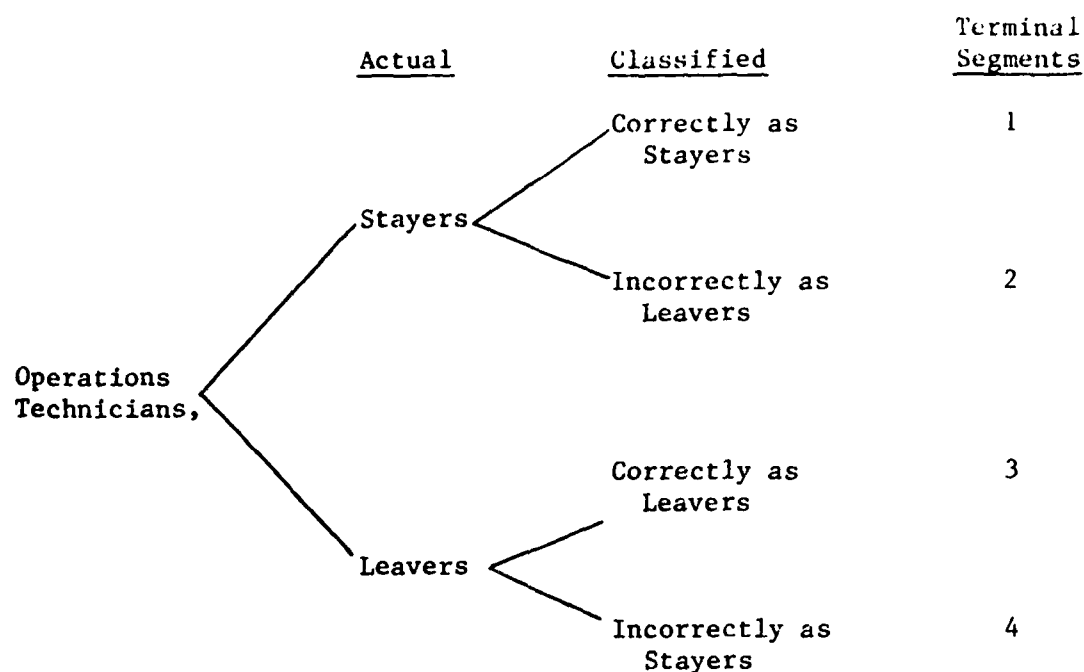 Terminal
Actual Classified Segments
Correctly as 1
Stayers
Stayers
Incorrectly as 2
Leavers
Operations
Technicians,
Correctly as 3
Leavers
Leavers
Incorrectly as 4
Stayers